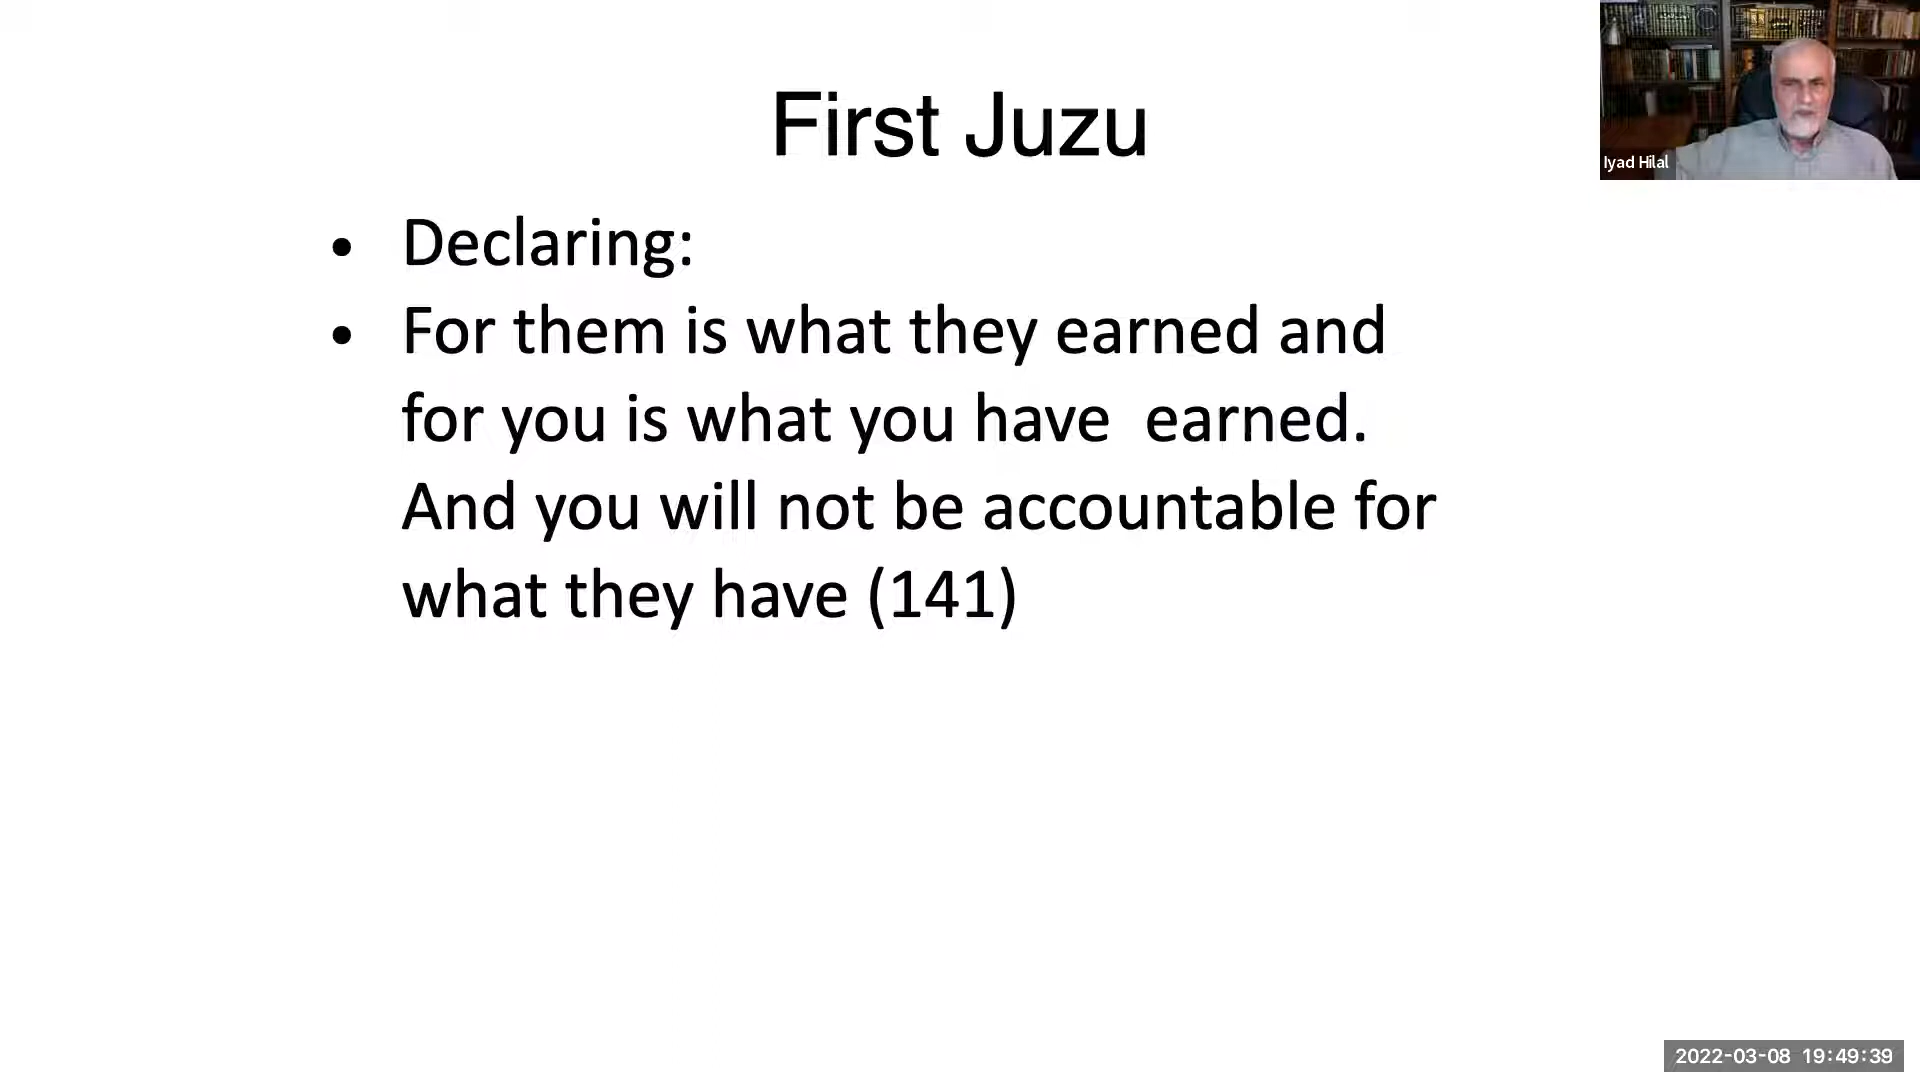 First Juzu
Iyad Hilal
• Declaring:
• For them is what they earned and
for you is what you have  earned.
And you will not be accountable for
what they have (141)
2022-03-08 19:49:39